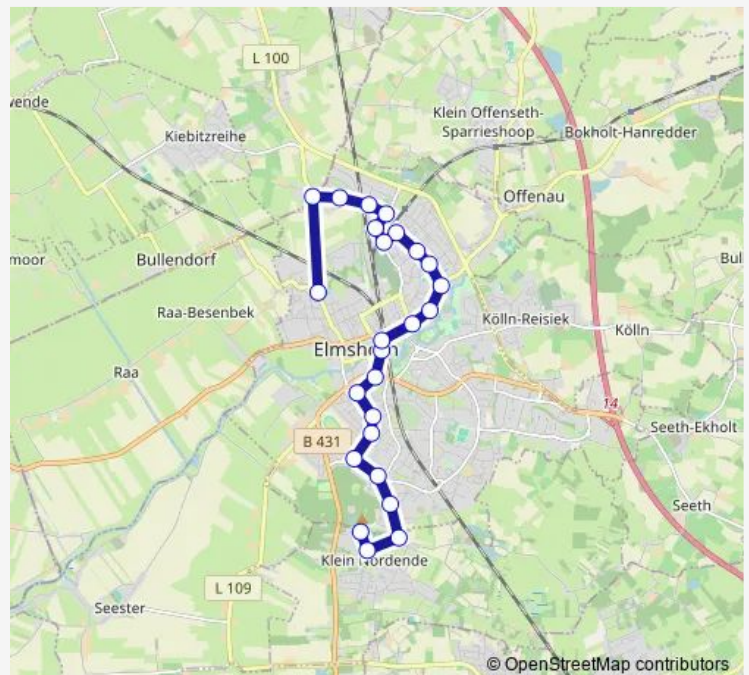 L 100
wende
Kiebitzreihe
Klein Offenseth-
Sparrieshoop
Bokholt-Hanredder
Offenau
moor
Bullendorf
Bul
Raa-Besenbek
Kölln-Reisiek
Kölln
Elmshorn
Raa
14
B 431
Seeth-Ekholt
Seeth
Klein Nordende
L 109
Seester
© OpenStreetMap contributors